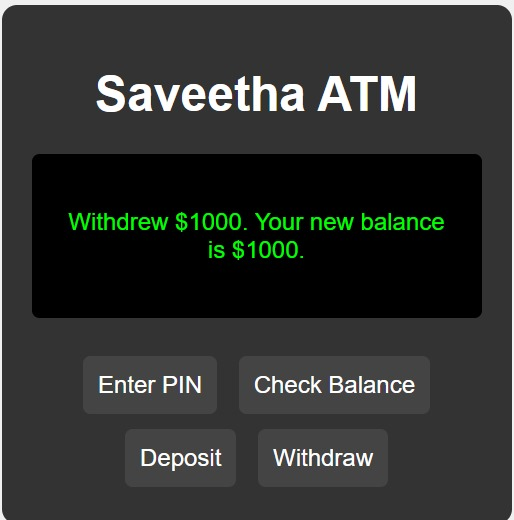 Saveetha ATM
Withdrew $1000. Your new balance
is $1000.
Enter PIN
Check Balance
Deposit
Withdraw